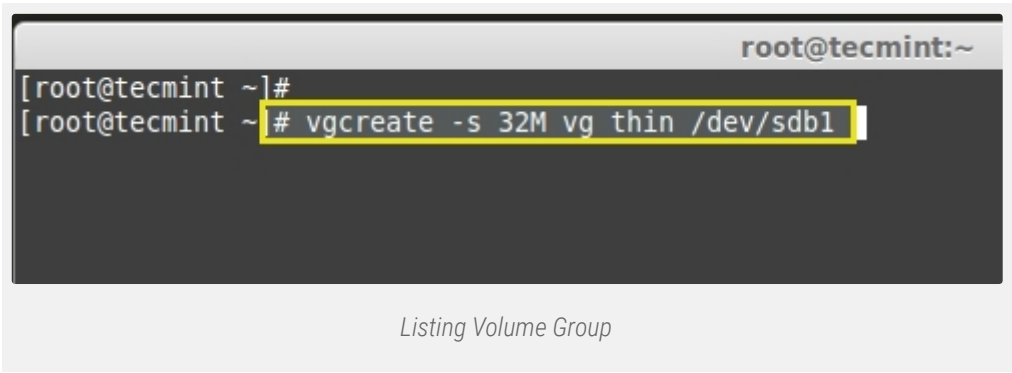 root@tecmint:~
[root@tecmint ~]#
[root@tecmint ~]# vgcreate -s 32M vg thin /dev/sdb1
Listing Volume Group